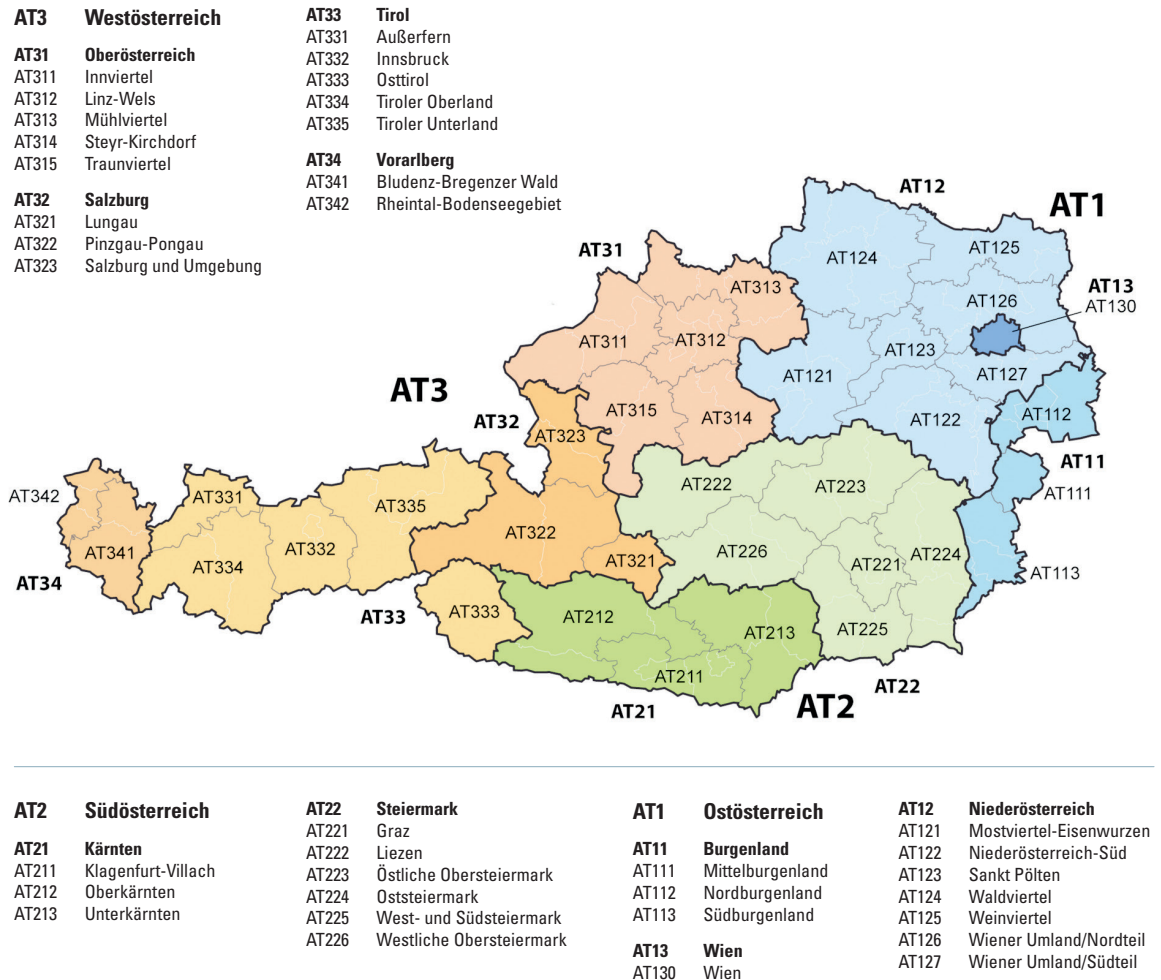 AT3 Westösterreich
AT31 Oberösterreich
AT311 Innviertel
AT312 Linz-Wels
AT313 Mühlviertel
AT314 Steyr-Kirchdorf
AT315 Traunviertel
AT32 Salzburg
AT321 Lungau
AT322 Pinzgau-Pongau
AT323 Salzburg und Umgebung
AT33 Tirol
AT331 Außerfern
AT332 Innsbruck
AT333 Osttirol
AT334 Tiroler Oberland
AT335 Tiroler Unterland
AT34 Vorarlberg
AT341 Bludenz-Bregenzer Wald
AT342 Rheintal-Bodenseegebiet
AT12
AT1
AT31
AT125
AT124
AT313
AT13
AT126
AT130
AT311
AT312
AT123
AT121
AT127
AT3
AT32
AT315
AT314
AT122
AT112
AT323
AT11
AT342
AT331
AT335
AT222
AT223
AT111
AT341
AT334
AT332
AT322
AT321
AT226
AT221
AT224
AT113
AT34
AT33
AT333
AT212
AT213
AT225
AT211
AT22
AT21
AT2
AT2 Südösterreich
AT21 Kärnten
AT211 Klagenfurt-Villach
AT212 Oberkärnten
AT213 Unterkärnten
AT22 Steiermark
AT221 Graz
AT222 Liezen
AT223 Östliche Obersteiermark
AT224 Oststeiermark
AT225 West- und Südsteiermark
AT226 Westliche Obersteiermark
AT1 Ostösterreich
AT11 Burgenland
AT111 Mittelburgenland
AT112 Nordburgenland
AT113 Südburgenland
AT13 Wien
AT130 Wien
AT12 Niederösterreich
AT121 Mostviertel-Eisenwurzen
AT122 Niederösterreich-Süd
AT123 Sankt Pölten
AT124 Waldviertel
AT125 Weinviertel
AT126 Wiener Umland/Nordteil
AT127 Wiener Umland/Südteil